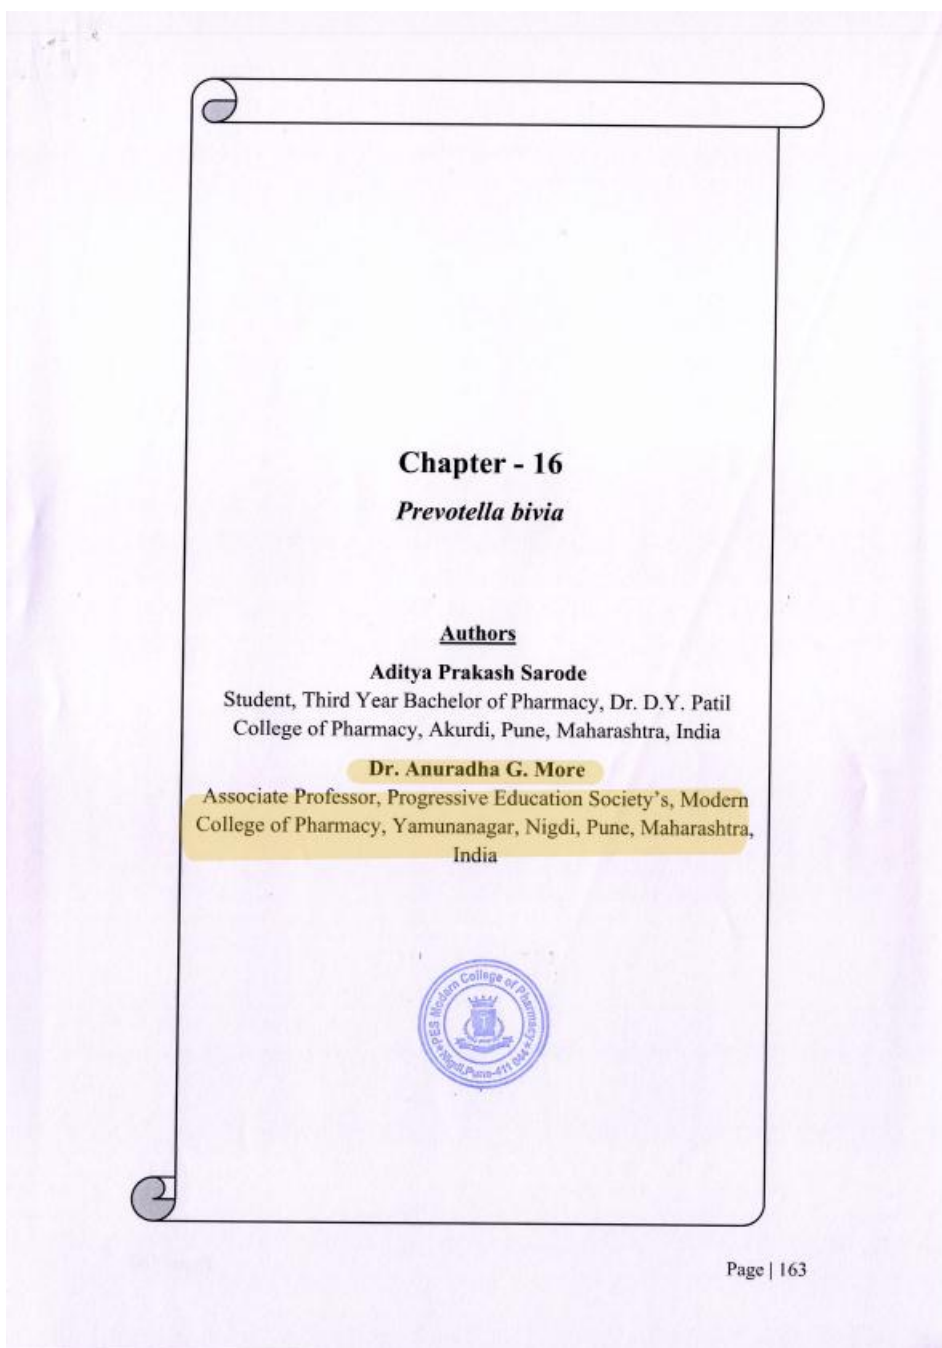 Chapter - 16
Prevotella bivia
Authors
Aditya Prakash Sarode
Student, Third Year Bachelor of Pharmacy, Dr. D.Y. Patil
College of Pharmacy, Akurdi, Pune, Maharashtra, India
Dr. Anuradha G. More
Associate Professor, Progressive Education Society's, Modern
College of Pharmacy, Yamunanagar, Nigdi, Pune, Maharashtra,
India
PES Modern College of Pharmacy
Nigdi, Pune-411 044
Page | 163